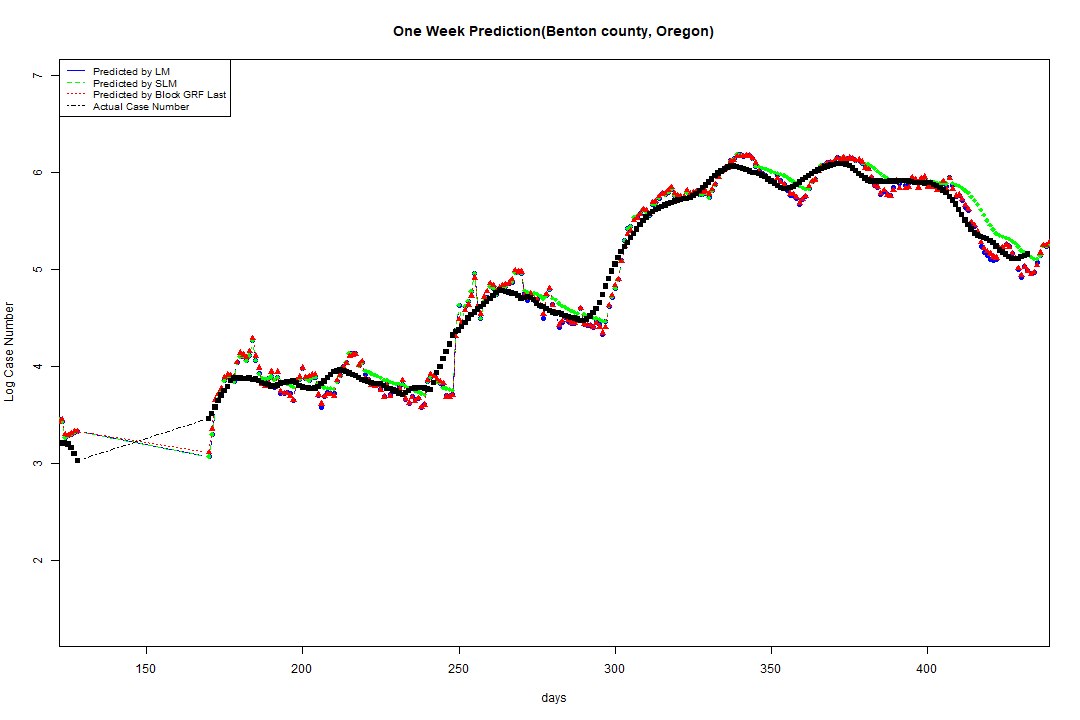 One Week Prediction(Benton county, Oregon)
Predicted by LM
Predicted by SLM
Predicted by Block GRF Last
Actual Case Number
Log Case Number
7
6
5
4
3
2
150 200 250 300 350 400
days